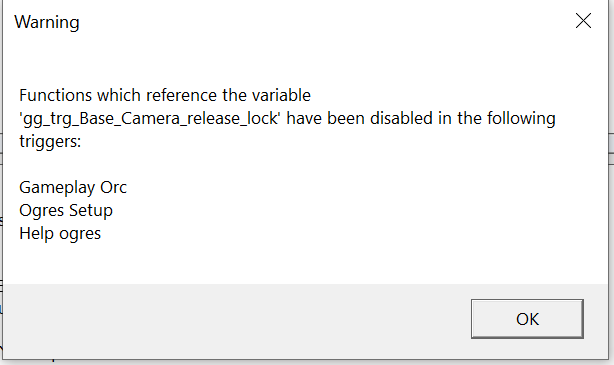 Warning
Functions which reference the variable
'gg_trg_Base_Camera_release_lock' have been disabled in the following
triggers:
Gameplay Orc
Ogres Setup
Help ogres
OK